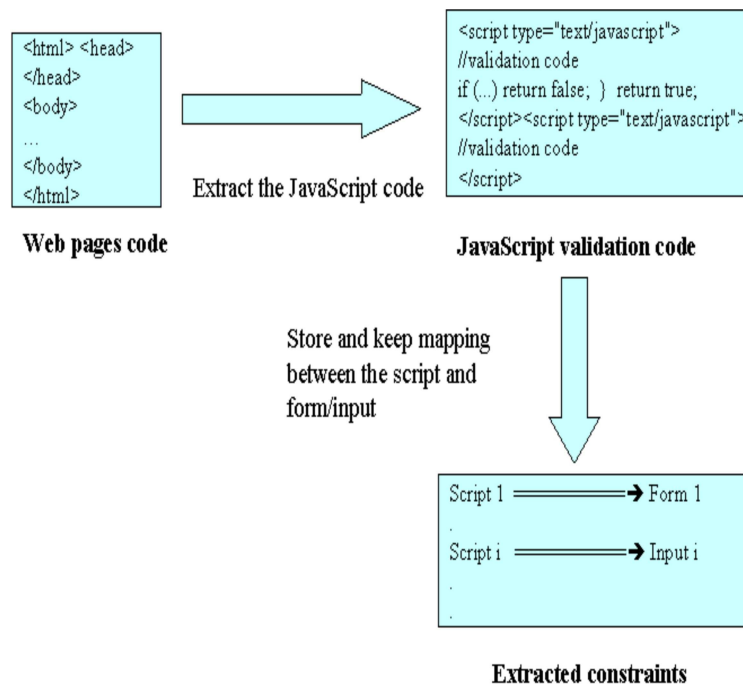 <html> <head>
</head>
<body>
...
</body>
</html>
Web pages code
Extract the JavaScript code
<script type="text/javascript">
//validation code
if (...) return false;  }  return true;
</script><script type="text/javascript">
//validation code
</script>
JavaScript validation code
Store and keep mapping
between the script and
form/input
Script 1 Form 1
.
Script i Input i
.
.
Extracted constraints